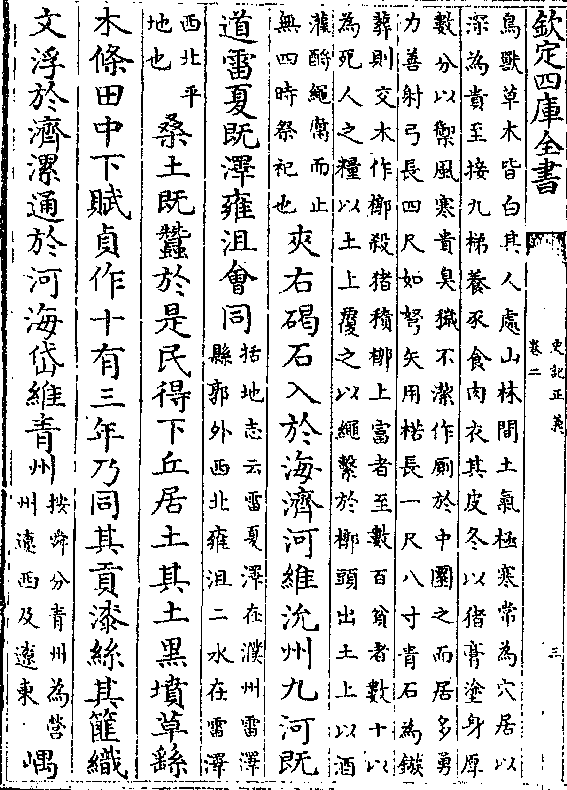 欽定四庫全書
史記正義
卷二
三
鳥獸草木皆白其人處山林間土氣極寒常為穴居以
深為貴至接九梯養豕食肉衣其皮冬以猪膏塗身厚
數分以禦風寒貴臭穢不潔作廁於中圜之而居多勇
力善射弓長四尺如弩矢用楛長一尺八寸青石為鏃
葬則交木作槨殺猪積槨上富者至數百貧者數十以
為死人之糧以土上覆之以繩繫於槨頭出土上以酒
灌酹繩腐而止
無四時祭祀也
夾右碣石入於海濟河維沇州九河既
道雷夏既澤雍沮會同
括地志云雷夏澤在濮州雷澤
縣郭外西北雍沮二水在雷澤
西北平
地也
桑土既蠶於是民得下丘居土其土黑墳草繇
木條田中下賦貞作十有三年乃同其貢漆絲其篚織
文浮於濟漯通於河海岱維青州
按舜分青州為營
州遼西及遼東
嵎